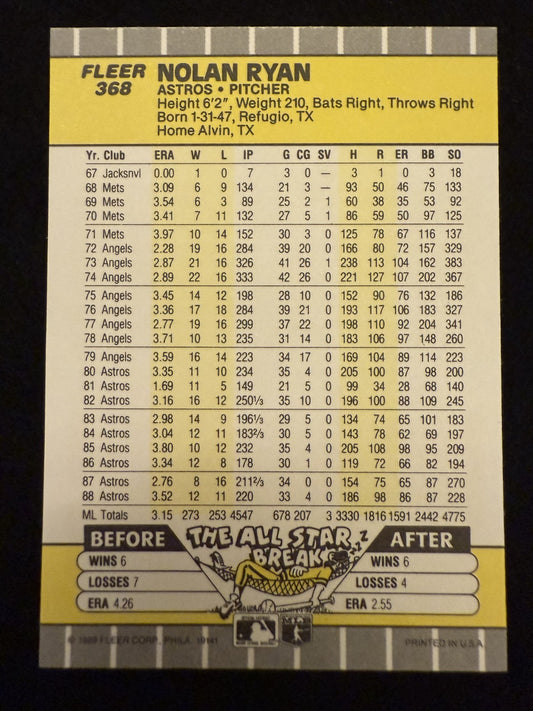 FLEER
368
NOLAN RYAN
ASTROS • PITCHER
Height 6'2", Weight 210, Bats Right, Throws Right
Born 1-31-47, Refugio, TX
Home Alvin, TX
Yr. Club ERA W L IP G CG SV H R ER BB SO
67 Jacksnvl 0.00 1 0 7 3 0 — 3 1 0 3 18
68 Mets 3.09 6 9 134 21 3 — 93 50 46 75 133
69 Mets 3.54 6 3 89 25 2 1 60 38 35 53 92
70 Mets 3.41 7 11 132 27 5 1 86 59 50 97 125
71 Mets 3.97 10 14 152 30 3 0 125 78 67 116 137
72 Angels 2.28 19 16 284 39 20 0 166 80 72 157 329
73 Angels 2.87 21 16 326 41 26 1 238 113 104 162 383
74 Angels 2.89 22 16 333 42 26 0 221 127 107 202 367
75 Angels 3.45 14 12 198 28 10 0 152 90 76 132 186
76 Angels 3.36 17 18 284 39 21 0 193 117 106 183 327
77 Angels 2.77 19 16 299 37 22 0 198 110 92 204 341
78 Angels 3.71 10 13 235 31 14 0 183 106 97 148 260
79 Angels 3.59 16 14 223 34 17 0 169 104 89 114 223
80 Astros 3.35 11 10 234 35 4 0 205 100 87 98 200
81 Astros 1.69 11 5 149 21 5 0 99 34 28 68 140
82 Astros 3.16 16 12 250⅓ 35 10 0 196 100 88 109 245
83 Astros 2.98 14 9 196⅓ 29 5 0 134 74 65 101 183
84 Astros 3.04 12 11 183⅔ 30 5 0 143 78 62 69 197
85 Astros 3.80 10 12 232 35 4 0 205 108 98 95 209
86 Astros 3.34 12 8 178 30 1 0 119 72 66 82 194
87 Astros 2.76 8 16 211⅔ 34 0 0 154 75 65 87 270
88 Astros 3.52 12 11 220 33 4 0 186 98 86 87 228
ML Totals 3.15 273 253 4547 678 207 3 3330 1816 1591 2442 4775
BEFORE THE ALL STAR BREAK AFTER
WINS 6 WINS 6
LOSSES 7 LOSSES 4
ERA 4.26 ERA 2.55
© 1989 FLEER CORP., PHILA. 19141 PRINTED IN U.S.A.